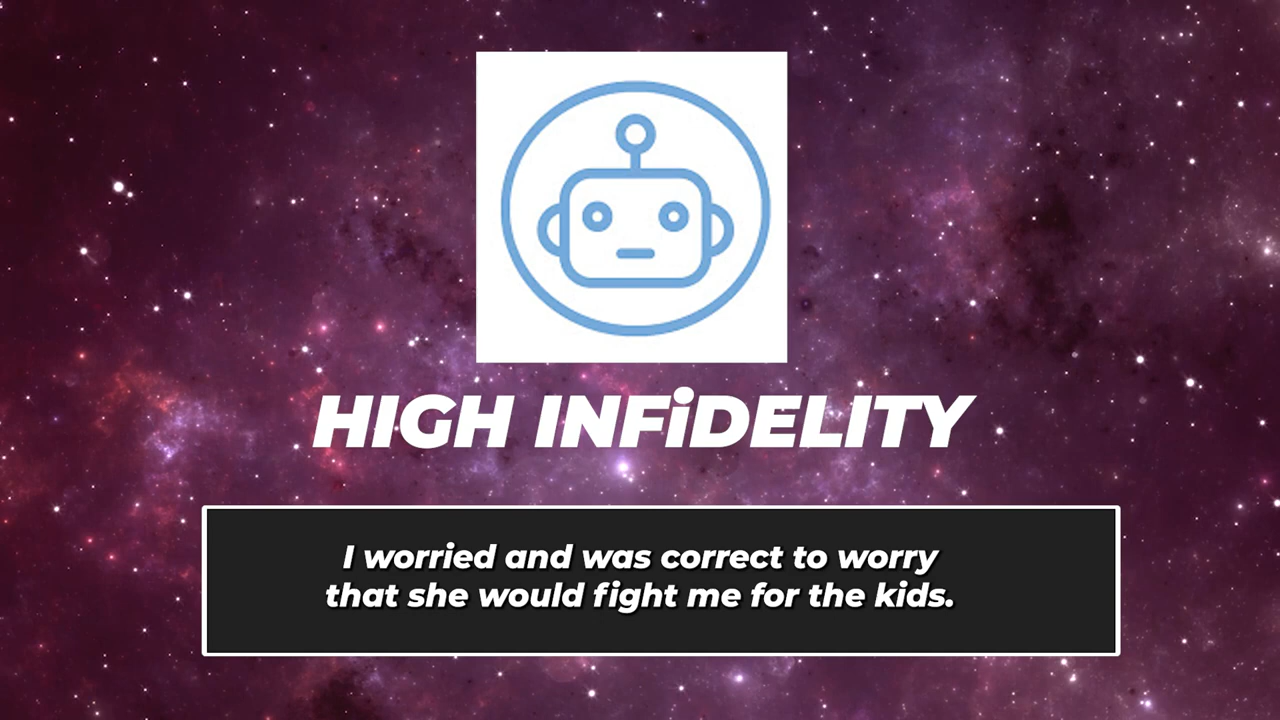 HIGH INFiDELITY
I worried and was correct to worry
that she would fight me for the kids.